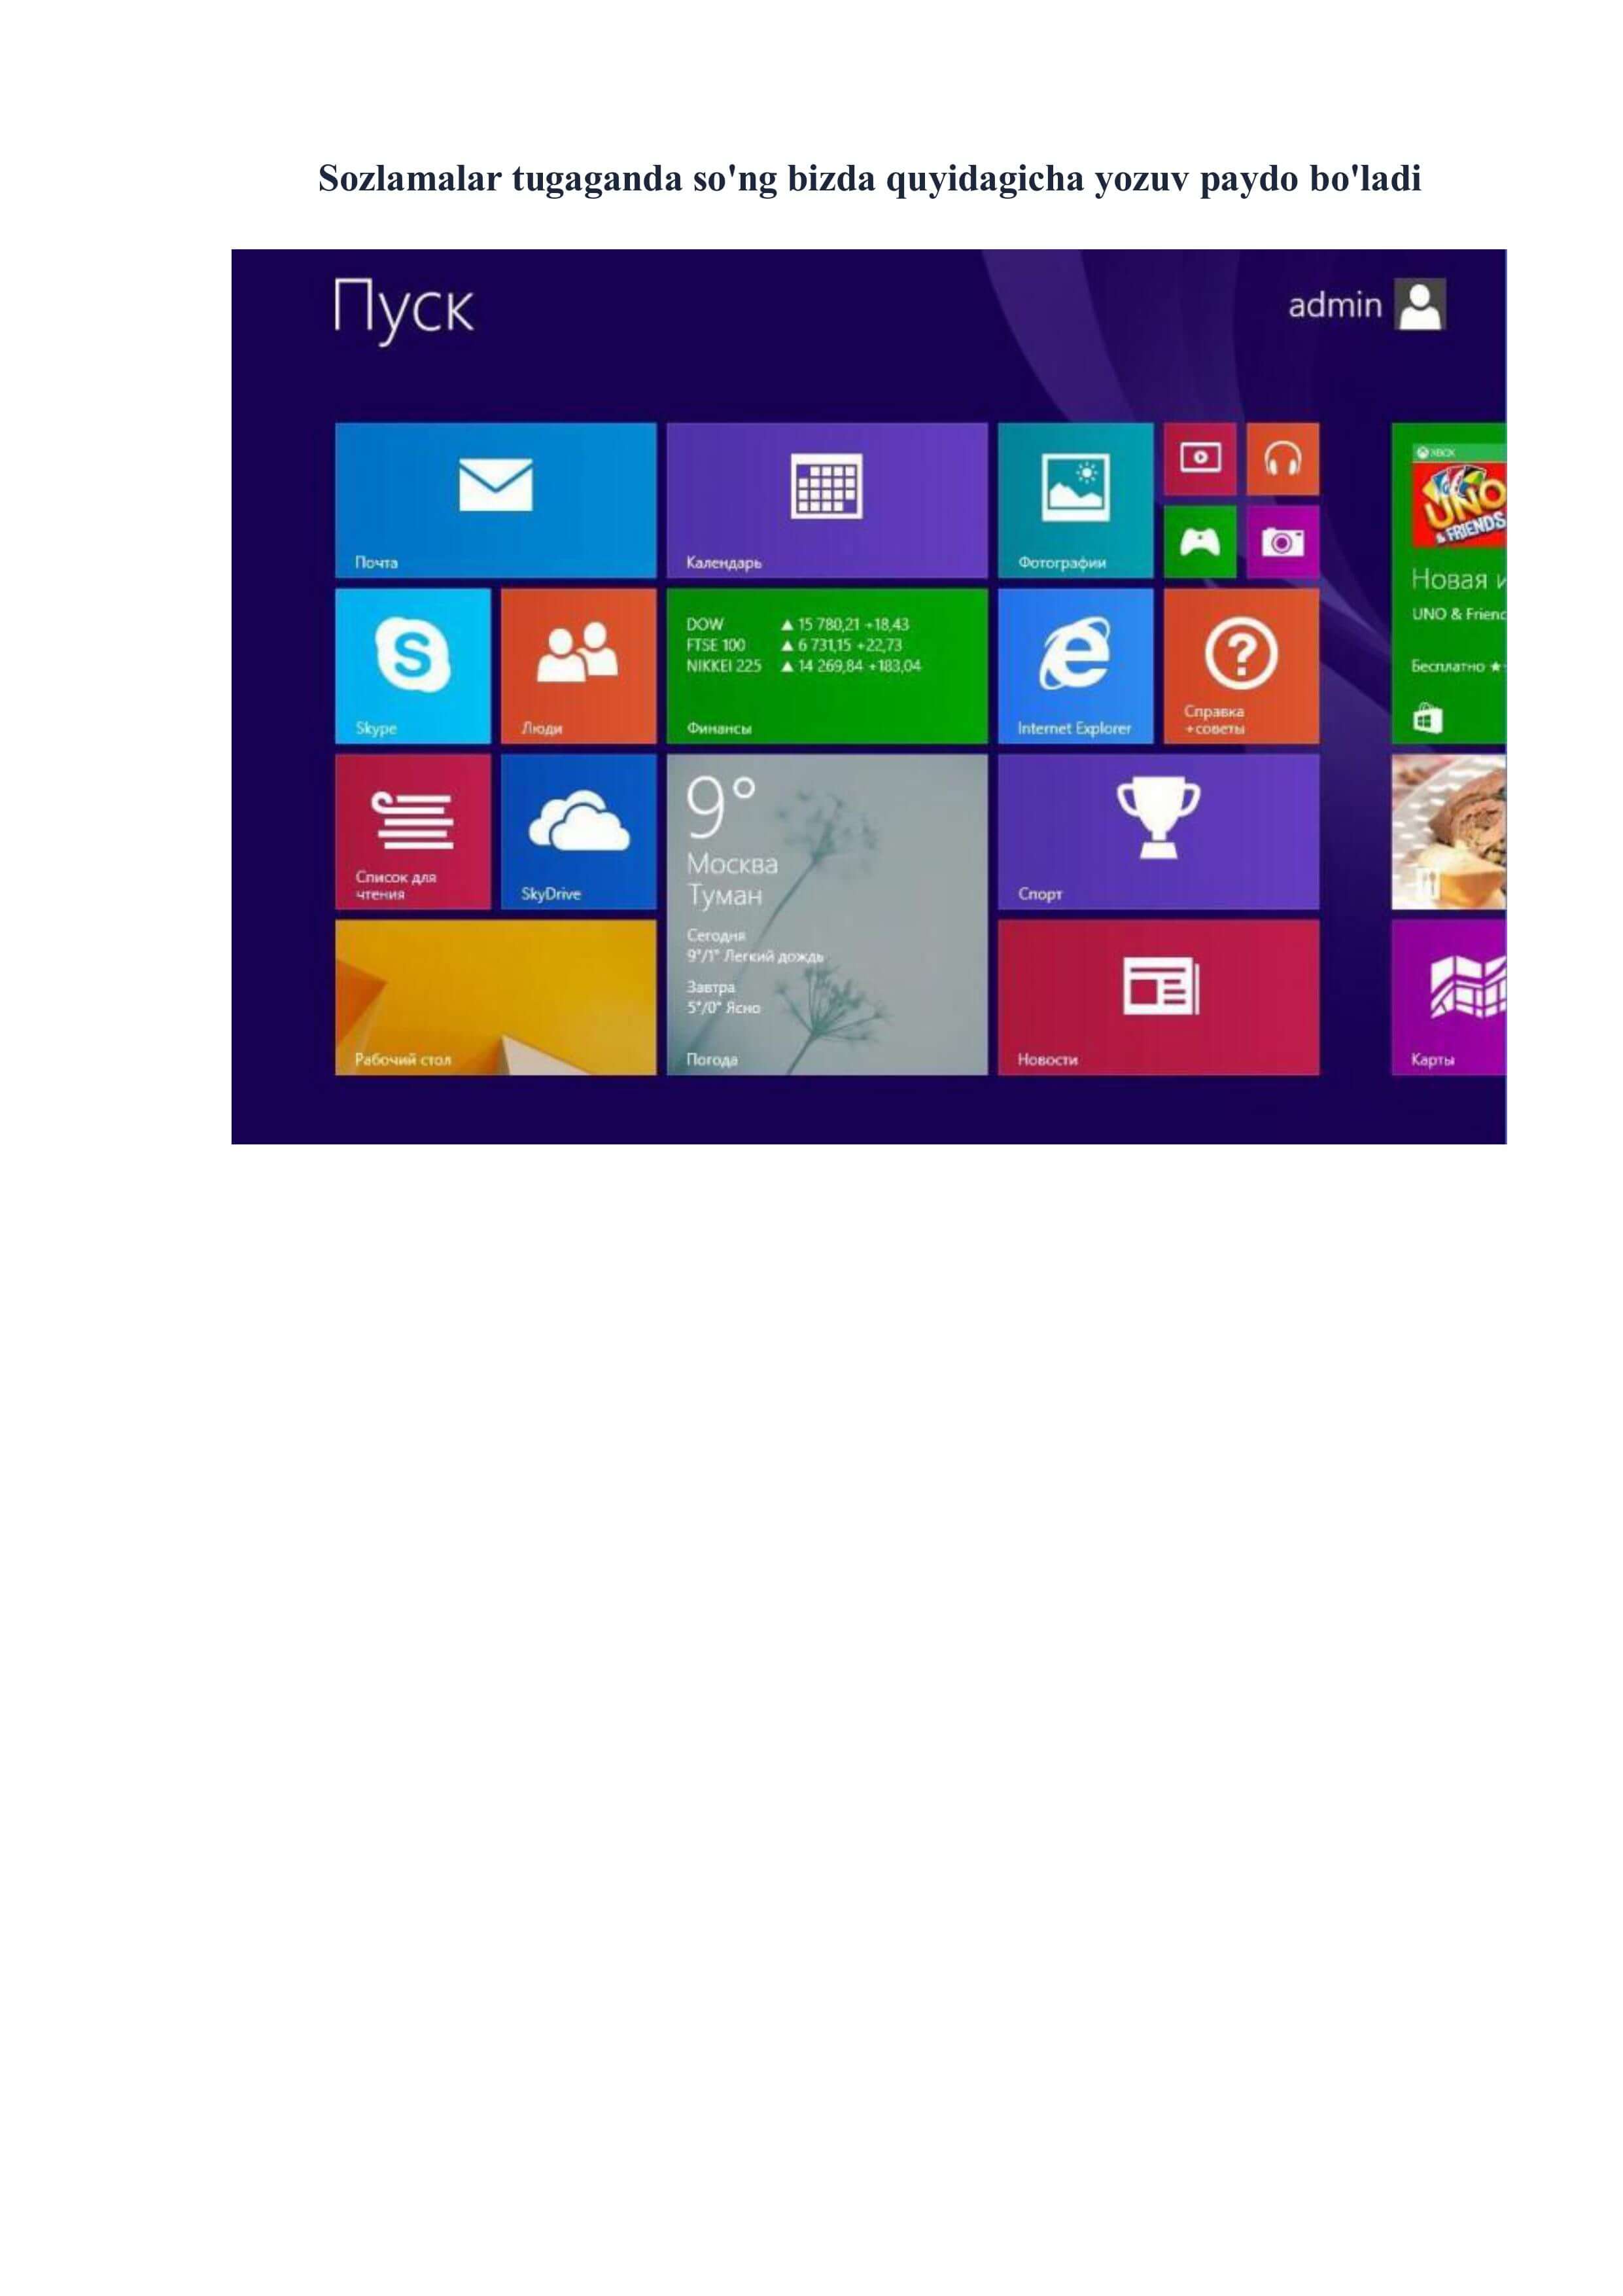 Sozlamalar tugaganda so'ng bizda quyidagicha yozuv paydo bo'ladi
Пуск
admin
Почта
Календарь
Фотографии
XBOX
UNO
& FRIENDS
Новая
UNO & Friend
Бесплатно ★
Skype
Люди
DOW ▲ 15 780,21 +18,43
FTSE 100 ▲ 6 731,15 +22,73
NIKKEI 225 ▲ 14 269,84 +183,04
Финансы
Internet Explorer
Справка
+советы
Список для
чтения
SkyDrive
9°
Москва
Туман
Сегодня
9°/1° Легкий дождь
Завтра
5°/0° Ясно
Погода
Спорт
Рабочий стол
Новости
Карты